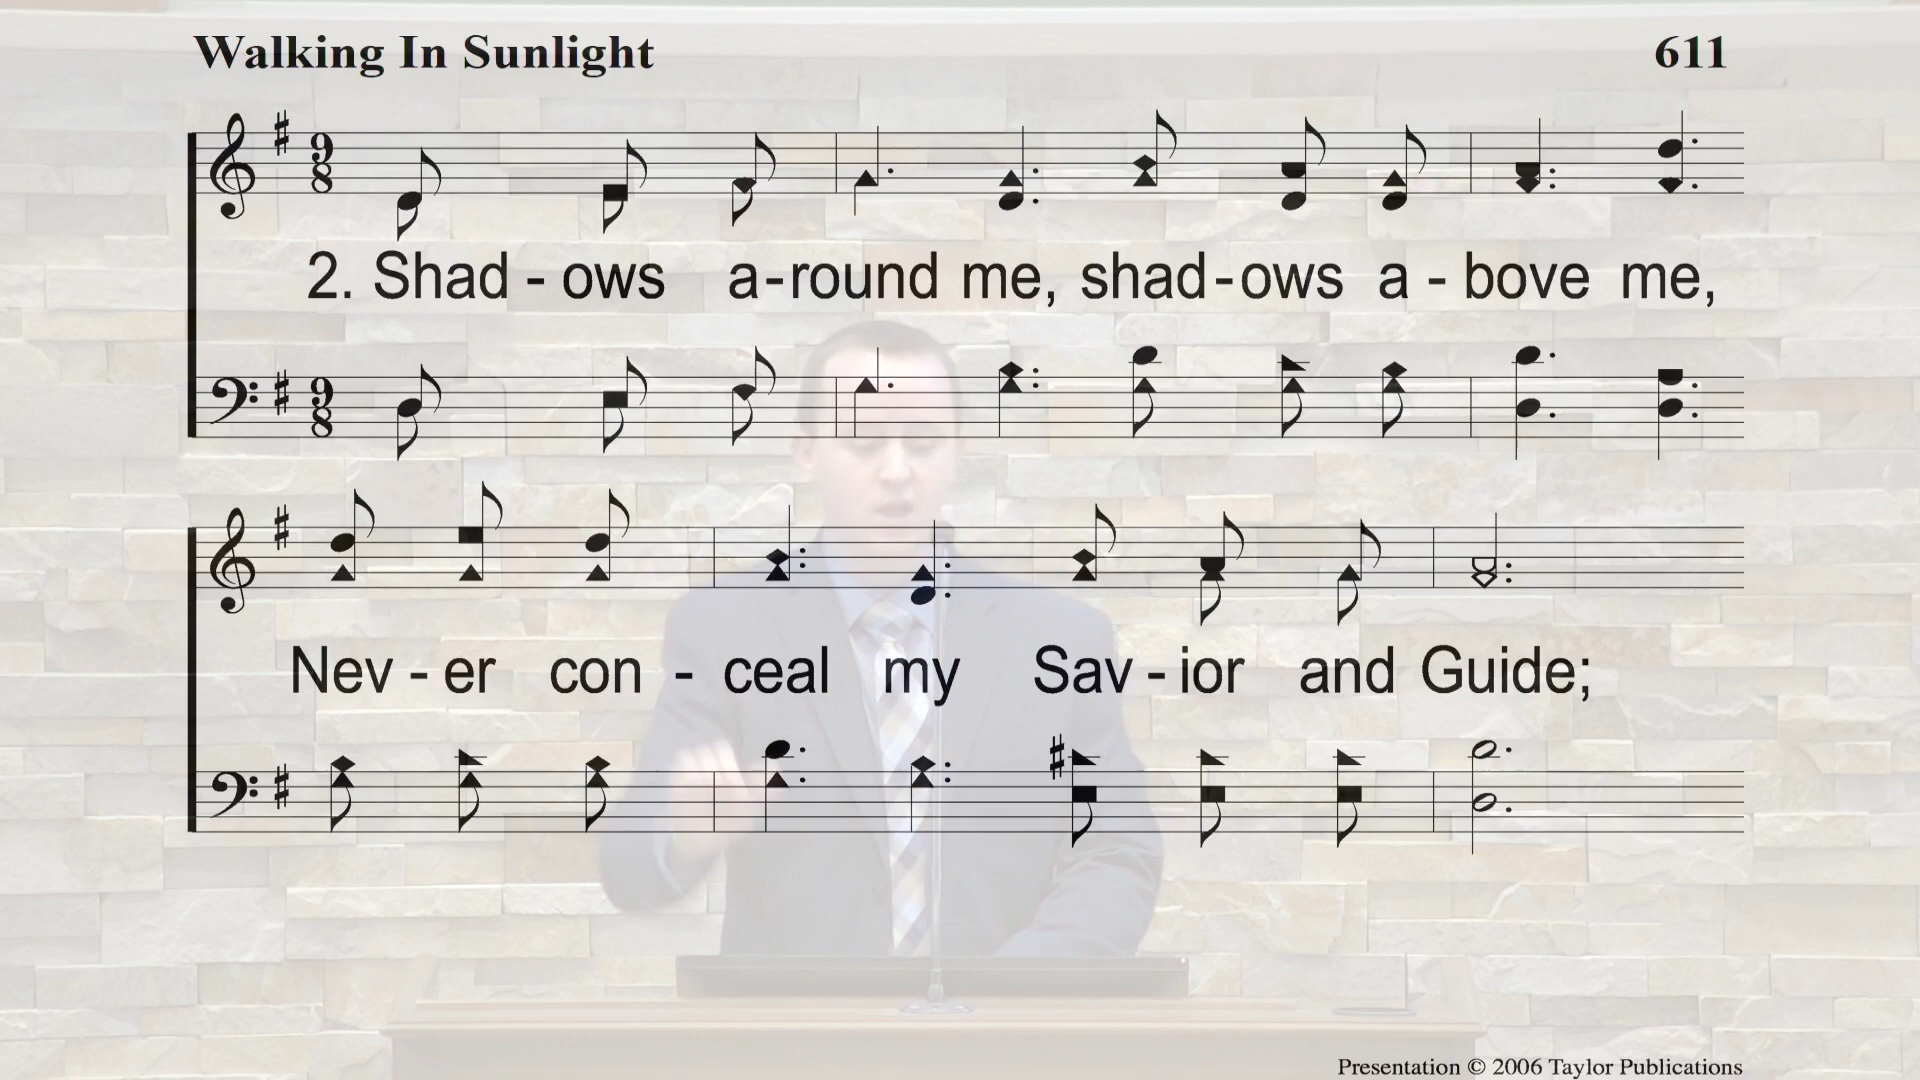 Walking In Sunlight 611
2. Shad - ows a-round me, shad-ows a - bove me,
Nev - er con - ceal my Sav - ior and Guide;
Presentation © 2006 Taylor Publications